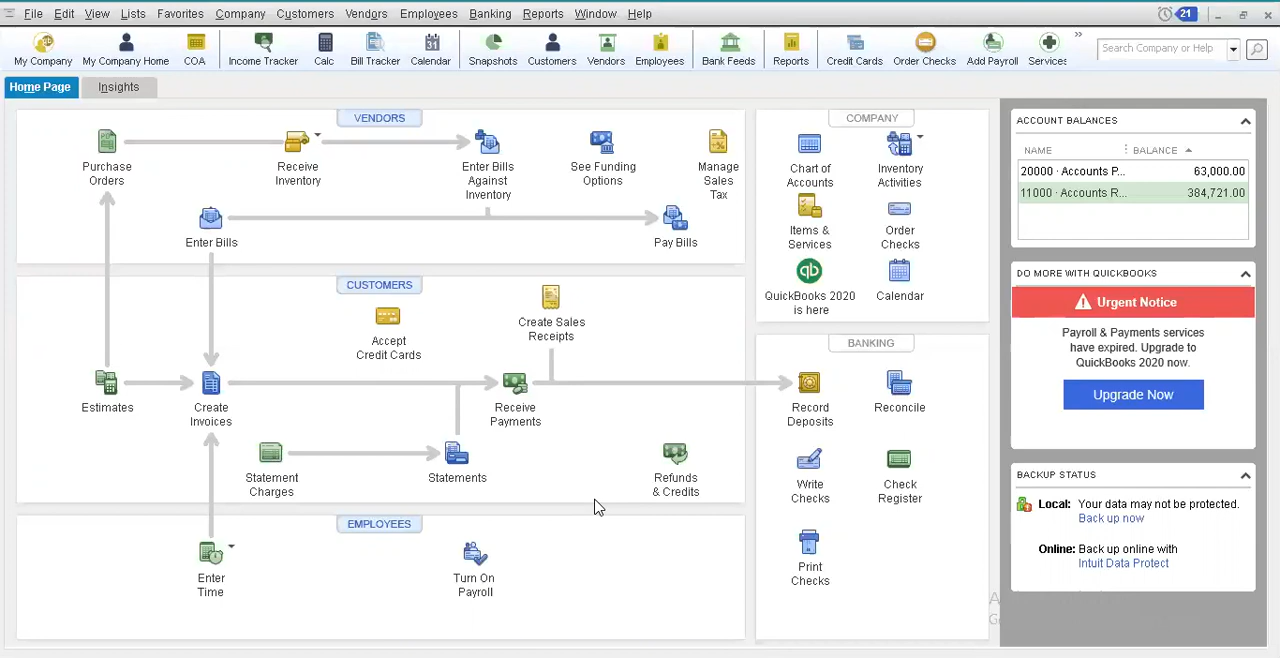 File Edit View Lists Favorites Company Customers Vendors Employees Banking Reports Window Help 21
My Company My Company Home COA Income Tracker Calc Bill Tracker 31 Calendar Snapshots Customers Vendors Employees Bank Feeds Reports Credit Cards Order Checks Add Payroll Services Search Company or Help
Home Page Insights
VENDORS
Purchase
Orders
Receive
Inventory
Enter Bills
Against
Inventory
See Funding
Options
Manage
Sales
Tax
Enter Bills
Pay Bills
CUSTOMERS
Create Sales
Receipts
Accept
Credit Cards
Estimates
Create
Invoices
Receive
Payments
Statement
Charges
Statements
Refunds
& Credits
EMPLOYEES
Enter
Time
Turn On
Payroll
COMPANY
Chart of
Accounts
Inventory
Activities
Items &
Services
Order
Checks
qb
QuickBooks 2020
is here
Calendar
BANKING
Record
Deposits
Reconcile
Write
Checks
Check
Register
Print
Checks
ACCOUNT BALANCES
NAME BALANCE
20000 · Accounts P... 63,000.00
11000 · Accounts R... 384,721.00
DO MORE WITH QUICKBOOKS
Urgent Notice
Payroll & Payments services
have expired. Upgrade to
QuickBooks 2020 now.
Upgrade Now
BACKUP STATUS
Local: Your data may not be protected.
Back up now
Online: Back up online with
Intuit Data Protect